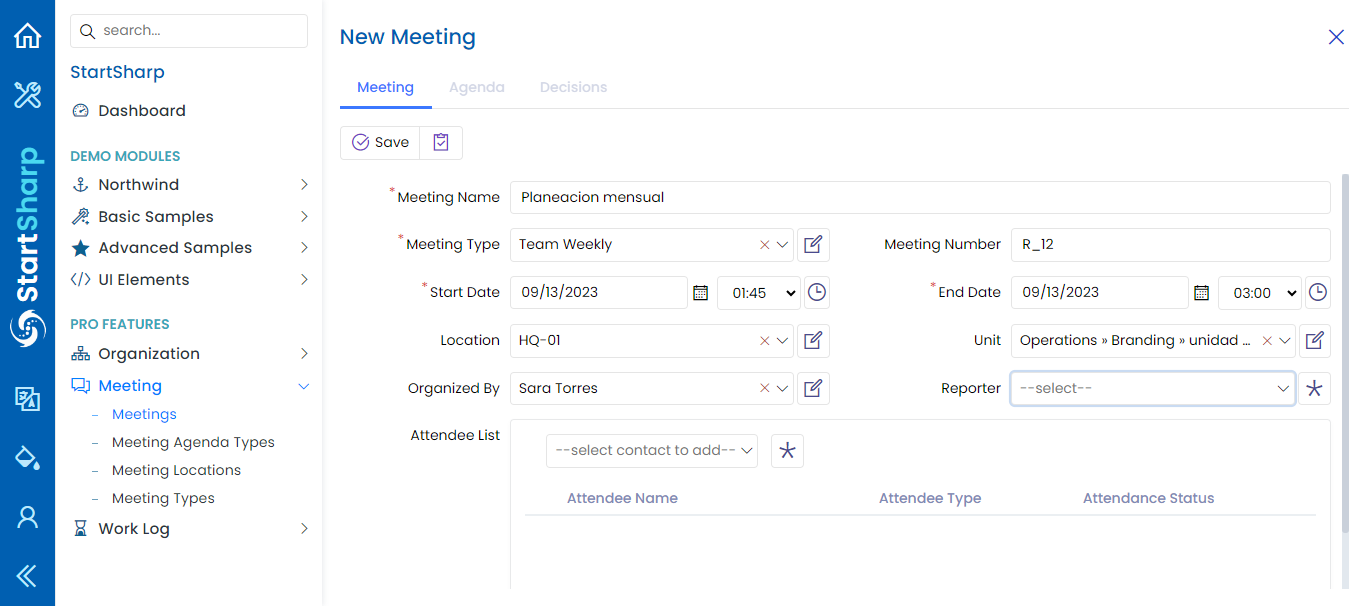 search...
StartSharp
Dashboard
DEMO MODULES
Northwind
Basic Samples
Advanced Samples
UI Elements
PRO FEATURES
Organization
Meeting
Meetings
Meeting Agenda Types
Meeting Locations
Meeting Types
Work Log
StartSharp
New Meeting
Meeting Agenda Decisions
Save
*Meeting Name Planeacion mensual
*Meeting Type Team Weekly Meeting Number R_12
*Start Date 09/13/2023 01:45 *End Date 09/13/2023 03:00
Location HQ-01 Unit Operations » Branding » unidad ...
Organized By Sara Torres Reporter --select--
Attendee List --select contact to add--
Attendee Name Attendee Type Attendance Status